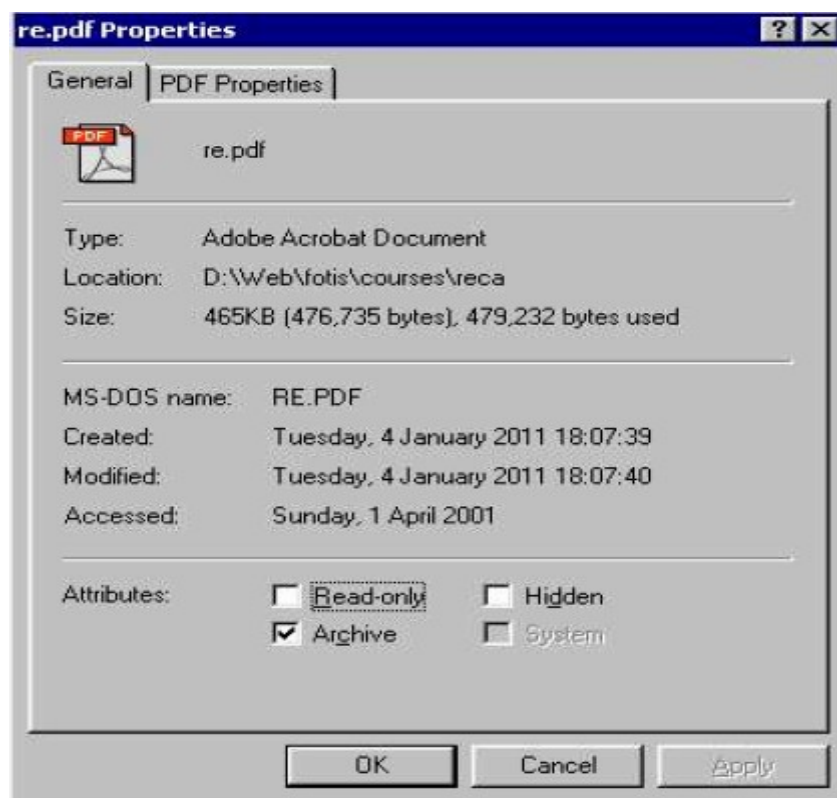 re.pdf Properties
General PDF Properties
PDF
re.pdf
Type: Adobe Acrobat Document
Location: D:\Web\fotis\courses\reca
Size: 465KB (476,735 bytes), 479,232 bytes used
MS-DOS name: RE.PDF
Created: Tuesday, 4 January 2011 18:07:39
Modified: Tuesday, 4 January 2011 18:07:40
Accessed: Sunday, 1 April 2001
Attributes: Read-only Hidden
Archive System
OK Cancel Apply